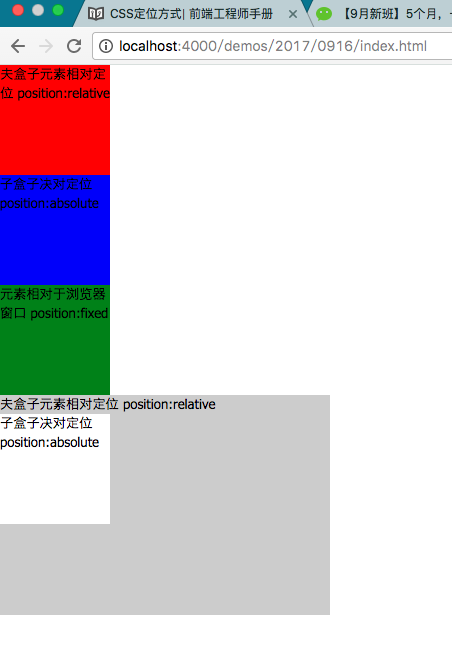 CSS定位方式| 前端工程师手册
【9月新班】5个月，
localhost:4000/demos/2017/0916/index.html
夫盒子元素相对定
位 position:relative
子盒子决对定位
position:absolute
元素相对于浏览器
窗口 position:fixed
夫盒子元素相对定位 position:relative
子盒子决对定位
position:absolute